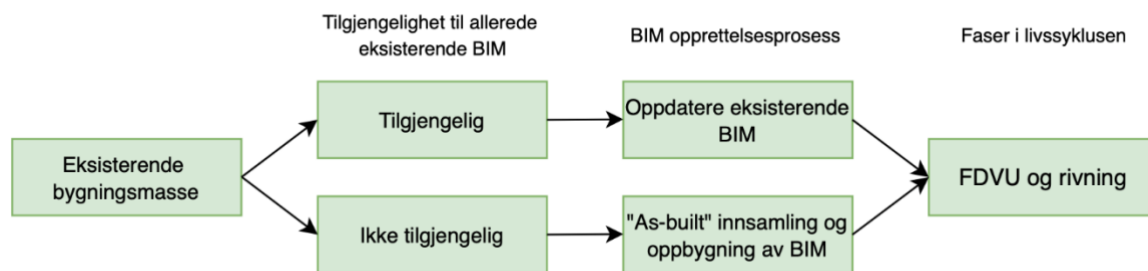 Tilgjengelighet til allerede
eksisterende BIM
BIM opprettelsesprosess
Faser i livssyklusen
Eksisterende
bygningsmasse
Tilgjengelig
Oppdatere eksisterende
BIM
Ikke tilgjengelig
"As-built" innsamling og
oppbygning av BIM
FDVU og rivning